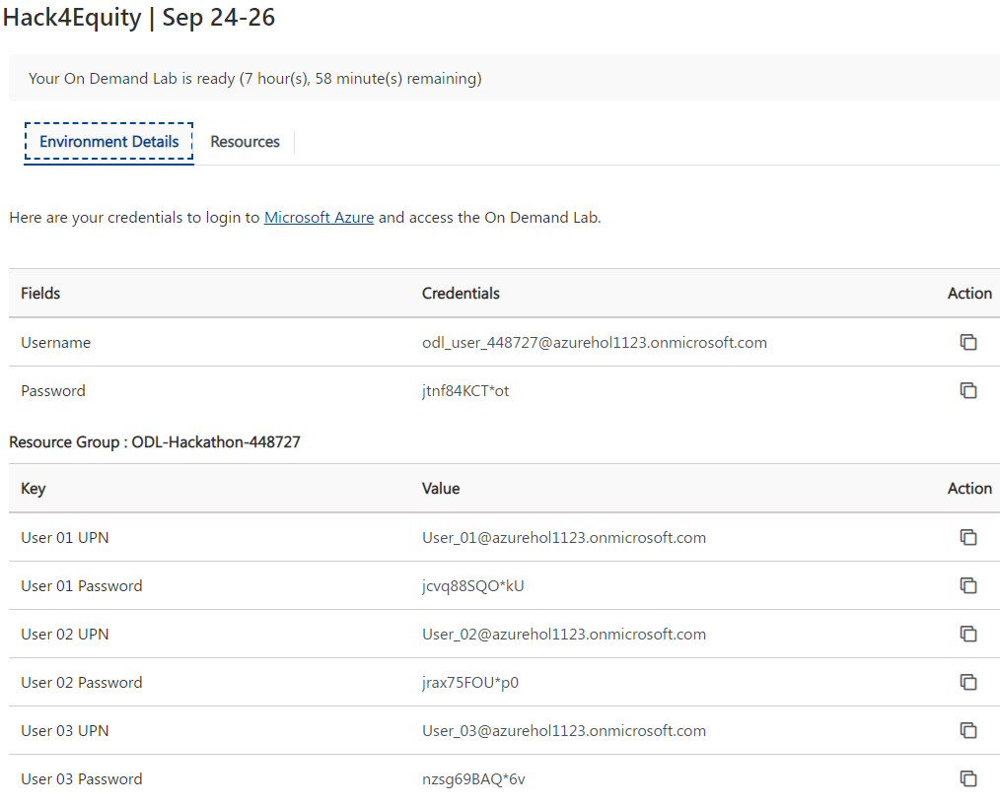 Hack4Equity | Sep 24-26
Your On Demand Lab is ready (7 hour(s), 58 minute(s) remaining)
Environment Details Resources
Here are your credentials to login to Microsoft Azure and access the On Demand Lab.
Fields Credentials Action
Username odl_user_448727@azurehol1123.onmicrosoft.com
Password jtnf84KCT*ot
Resource Group : ODL-Hackathon-448727
Key Value Action
User 01 UPN User_01@azurehol1123.onmicrosoft.com
User 01 Password jcvq88SQO*kU
User 02 UPN User_02@azurehol1123.onmicrosoft.com
User 02 Password jrax75FOU*p0
User 03 UPN User_03@azurehol1123.onmicrosoft.com
User 03 Password nzsg69BAQ*6v